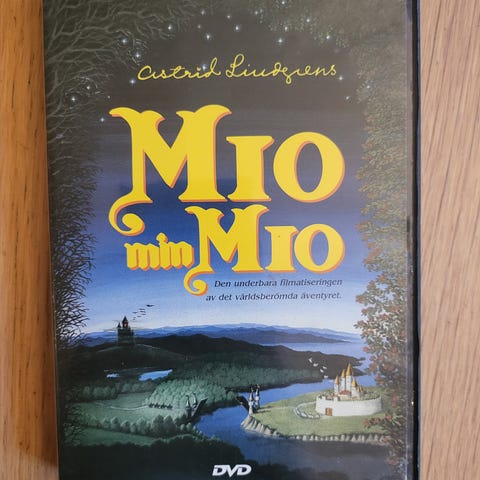 Astrid Lindgrens
MIO
min MIO
Den underbara filmatiseringen
av det världsberömda äventyret.
DVD